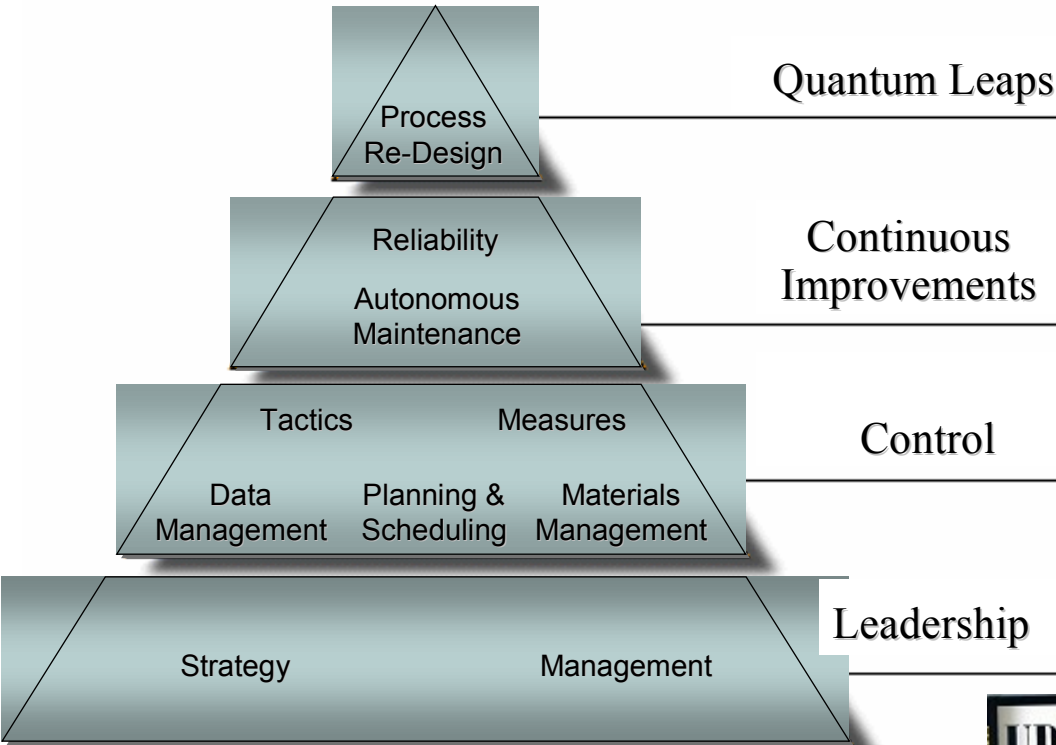 Quantum Leaps
Process
Re-Design
Continuous
Improvements
Reliability
Autonomous
Maintenance
Control
Tactics Measures
Data Planning & Materials
Management Scheduling Management
Leadership
Strategy Management